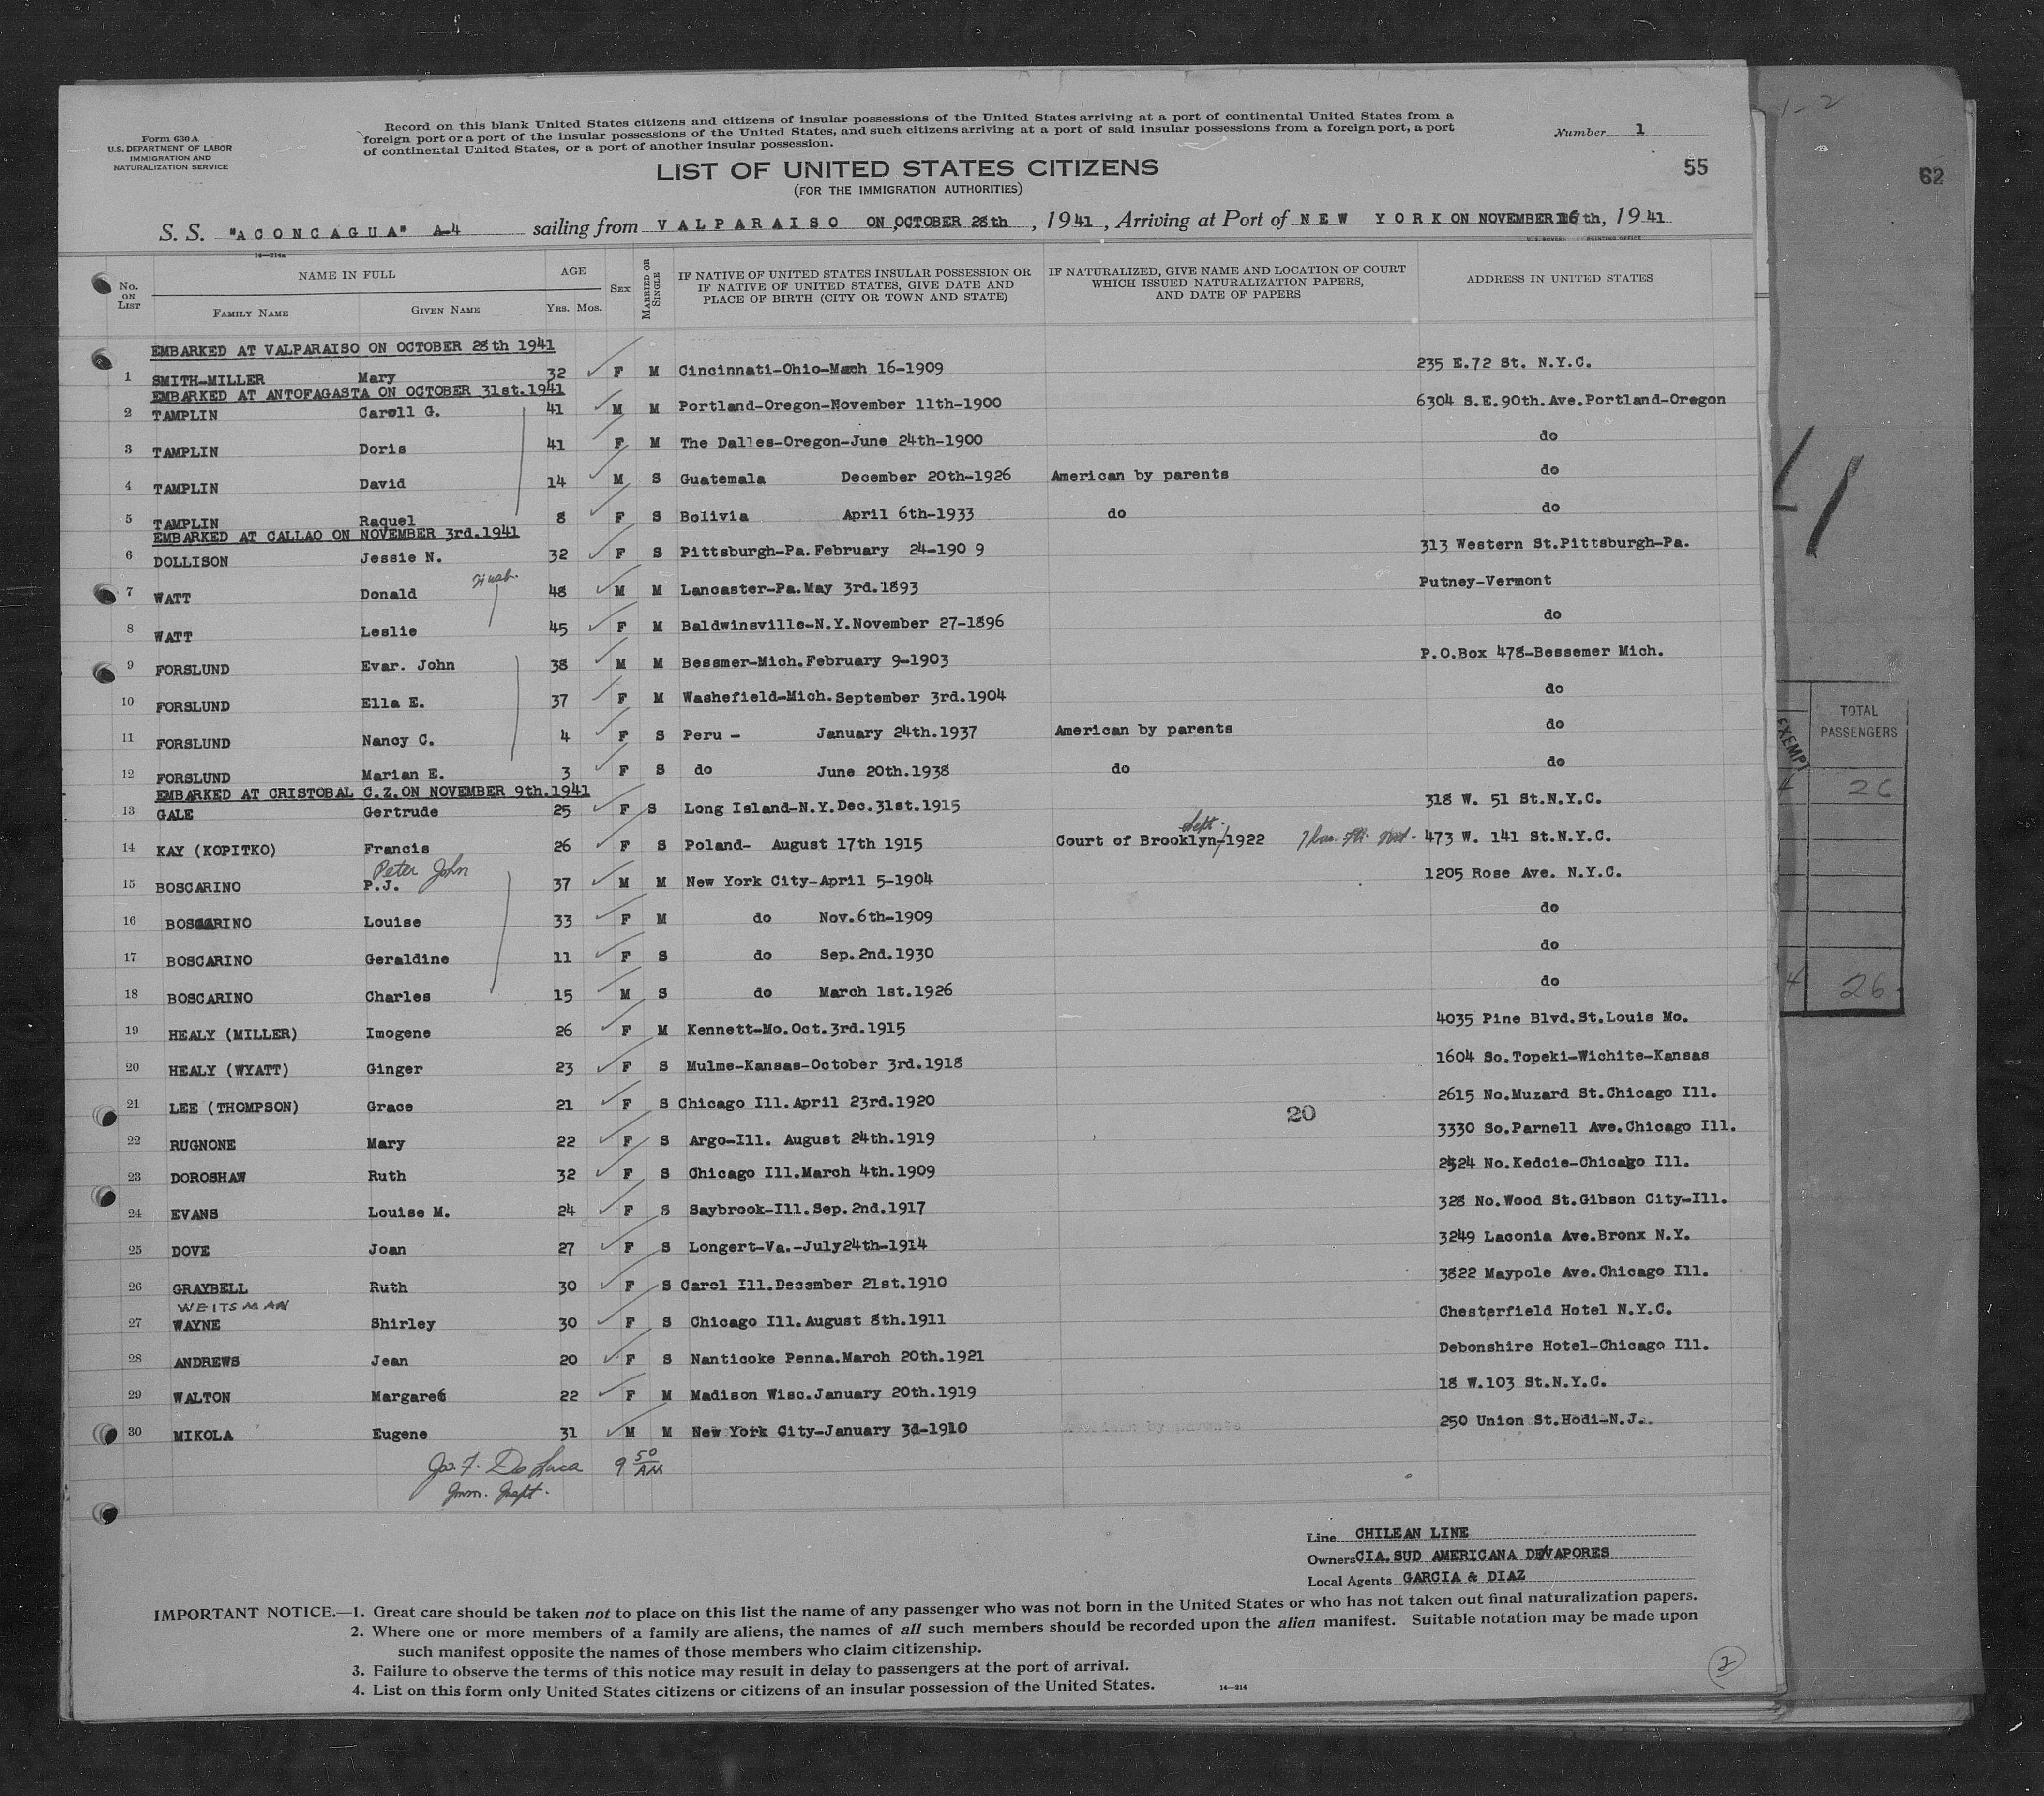 Form 630 A
U.S. DEPARTMENT OF LABOR
IMMIGRATION AND
NATURALIZATION SERVICE
Record on this blank United States citizens and citizens of insular possessions of the United States arriving at a port of continental United States from a
foreign port or a port of the insular possessions of the United States, and such citizens arriving at a port of said insular possessions from a foreign port, a port
of continental United States, or a port of another insular possession.
Number 1
LIST OF UNITED STATES CITIZENS
(FOR THE IMMIGRATION AUTHORITIES)
55
62
1-2
S. S. "ACONCAGUA" A-4 sailing from VALPARAISO ON OCTOBER 28th, 1941, Arriving at Port of NEW YORK ON NOVEMBER 16th, 1941
14-214a
U. S. GOVERNMENT PRINTING OFFICE
No. ON LIST
NAME IN FULL
FAMILY NAME
GIVEN NAME
AGE
YRS. MOS.
SEX
MARRIED OR SINGLE
IF NATIVE OF UNITED STATES INSULAR POSSESSION OR
IF NATIVE OF UNITED STATES, GIVE DATE AND
PLACE OF BIRTH (CITY OR TOWN AND STATE)
IF NATURALIZED, GIVE NAME AND LOCATION OF COURT
WHICH ISSUED NATURALIZATION PAPERS,
AND DATE OF PAPERS
ADDRESS IN UNITED STATES
EMBARKED AT VALPARAISO ON OCTOBER 28th 1941
1 SMITH-MILLER Mary 32 F M Cincinnati-Ohio-Mach 16-1909 235 E.72 St. N.Y.C.
EMBARKED AT ANTOFAGASTA ON OCTOBER 31st.1941
2 TAMPLIN Caroll G. 41 M M Portland-Oregon-November 11th-1900 6304 S.E.90th.Ave.Portland-Oregon
3 TAMPLIN Doris 41 F M The Dalles-Oregon-June 24th-1900 do
4 TAMPLIN David 14 M S Guatemala December 20th-1926 American by parents do
5 TAMPLIN Raquel 8 F S Bolivia April 6th-1933 do do
EMBARKED AT CALLAO ON NOVEMBER 3rd.1941
6 DOLLISON Jessie N. 32 F S Pittsburgh-Pa.February 24-190 9 313 Western St.Pittsburgh-Pa.
7 WATT Donald 48 M M Lancaster-Pa.May 3rd.1893 Putney-Vermont
8 WATT Leslie 45 F M Baldwinsville-N.Y.November 27-1896 do
9 FORSLUND Evar. John 38 M M Bessmer-Mich.February 9-1903 P.O.Box 478-Bessemer Mich.
10 FORSLUND Ella E. 37 F M Washefield-Mich.September 3rd.1904 do
11 FORSLUND Nancy C. 4 F S Peru - January 24th.1937 American by parents do
12 FORSLUND Marian E. 3 F S do June 20th.1938 do do
EMBARKED AT CRISTOBAL C.Z.ON NOVEMBER 9th.1941
13 GALE Gertrude 25 F S Long Island-N.Y.Dec.31st.1915 318 W. 51 St.N.Y.C.
Sept.
14 KAY (KOPITKO) Francis 26 F S Poland- August 17th 1915 Court of Brooklyn-1922 473 W. 141 St.N.Y.C.
Peter John
15 BOSCARINO P.J. 37 M M New York City-April 5-1904 1205 Rose Ave. N.Y.C.
16 BOSCARINO Louise 33 F M do Nov.6th-1909 do
17 BOSCARINO Geraldine 11 F S do Sep.2nd.1930 do
18 BOSCARINO Charles 15 M S do March 1st.1926 do
19 HEALY (MILLER) Imogene 26 F M Kennett-Mo.Oct.3rd.1915 4035 Pine Blvd.St.Louis Mo.
20 HEALY (WYATT) Ginger 23 F S Mulme-Kansas-October 3rd.1918 1604 So.Topeki-Wichite-Kansas
21 LEE (THOMPSON) Grace 21 F S Chicago Ill.April 23rd.1920 2615 No.Muzard St.Chicago Ill.
20
22 RUGNONE Mary 22 F S Argo-Ill. August 24th.1919 3330 So.Parnell Ave.Chicago Ill.
23 DOROSHAW Ruth 32 F S Chicago Ill.March 4th.1909 2524 No.Kedcie-Chicago Ill.
24 EVANS Louise M. 24 F S Saybrook-Ill.Sep.2nd.1917 328 No.Wood St.Gibson City-Ill.
25 DOVE Joan 27 F S Longert-Va.-July24th-1914 3249 Laconia Ave.Bronx N.Y.
26 GRAYBELL Ruth 30 F S Carol Ill.December 21st.1910 3822 Maypole Ave.Chicago Ill.
WEITSMAN
27 WAYNE Shirley 30 F S Chicago Ill.August 8th.1911 Chesterfield Hotel N.Y.C.
28 ANDREWS Jean 20 F S Nanticoke Penna.March 20th.1921 Debonshire Hotel-Chicago Ill.
29 WALTON Margaret 22 F M Madison Wisc.January 20th.1919 18 W.103 St.N.Y.C.
30 MIKOLA Eugene 31 M M New York City-January 3d-1910 250 Union St.Hodi-N.J..
Jos. F. De Luca 9 50 AM
Imm. Inspt.
Line CHILEAN LINE
Owners CIA.SUD AMERICANA DE/VAPORES
Local Agents GARCIA & DIAZ
IMPORTANT NOTICE.—1. Great care should be taken not to place on this list the name of any passenger who was not born in the United States or who has not taken out final naturalization papers.
2. Where one or more members of a family are aliens, the names of all such members should be recorded upon the alien manifest. Suitable notation may be made upon
such manifest opposite the names of those members who claim citizenship.
3. Failure to observe the terms of this notice may result in delay to passengers at the port of arrival.
4. List on this form only United States citizens or citizens of an insular possession of the United States.
14-214
2
EXEMPT
TOTAL
PASSENGERS
4 26
4 26